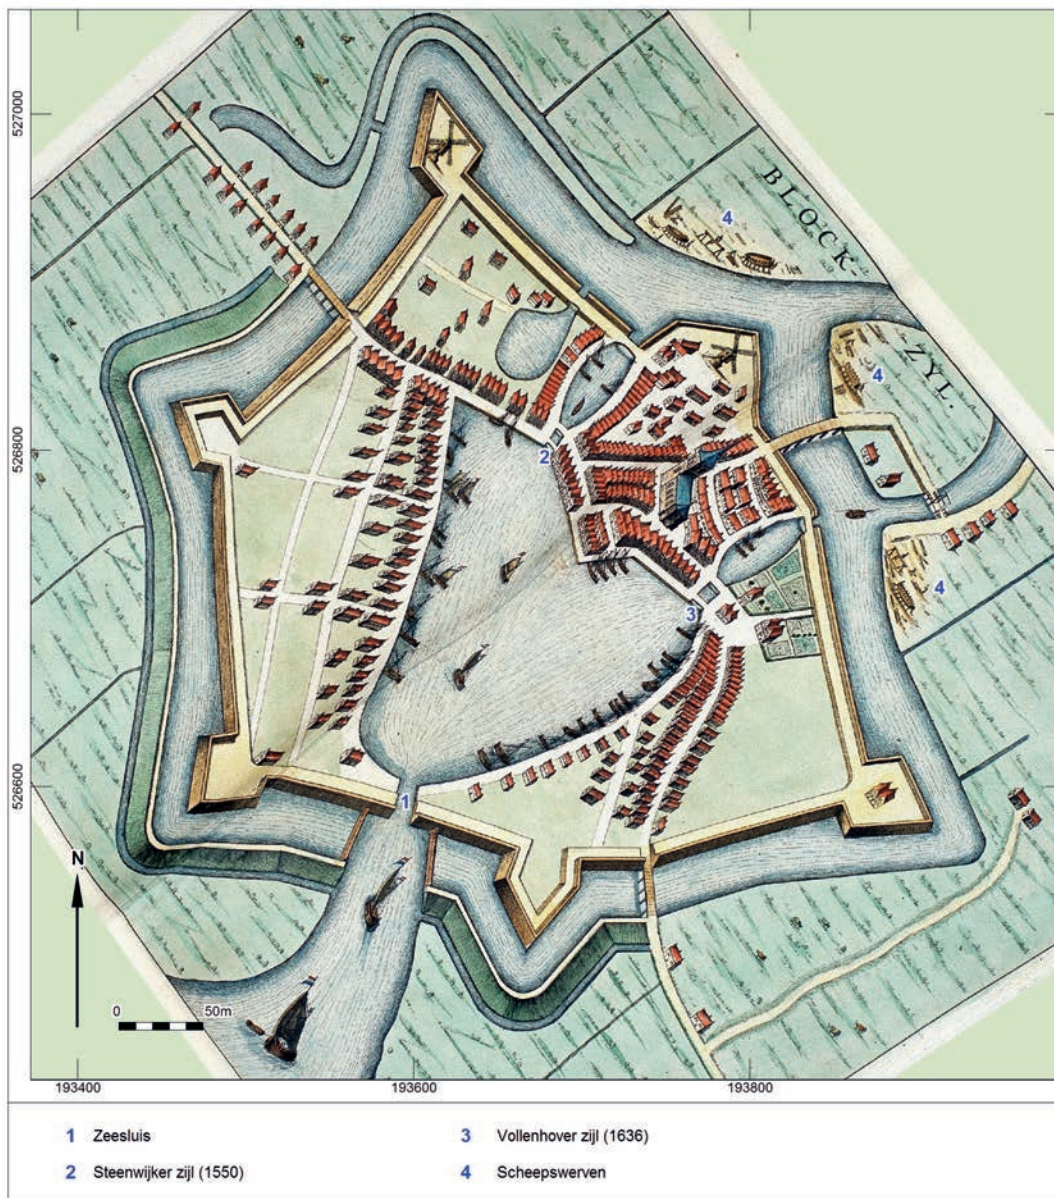 527000
BLOCK.
4
ZYL.
4
526800
2
4
3
526600
1
N
0 50m
193400 193600 193800
1 Zeesluis
2 Steenwijker zijl (1550)
3 Vollenhover zijl (1636)
4 Scheepswerven